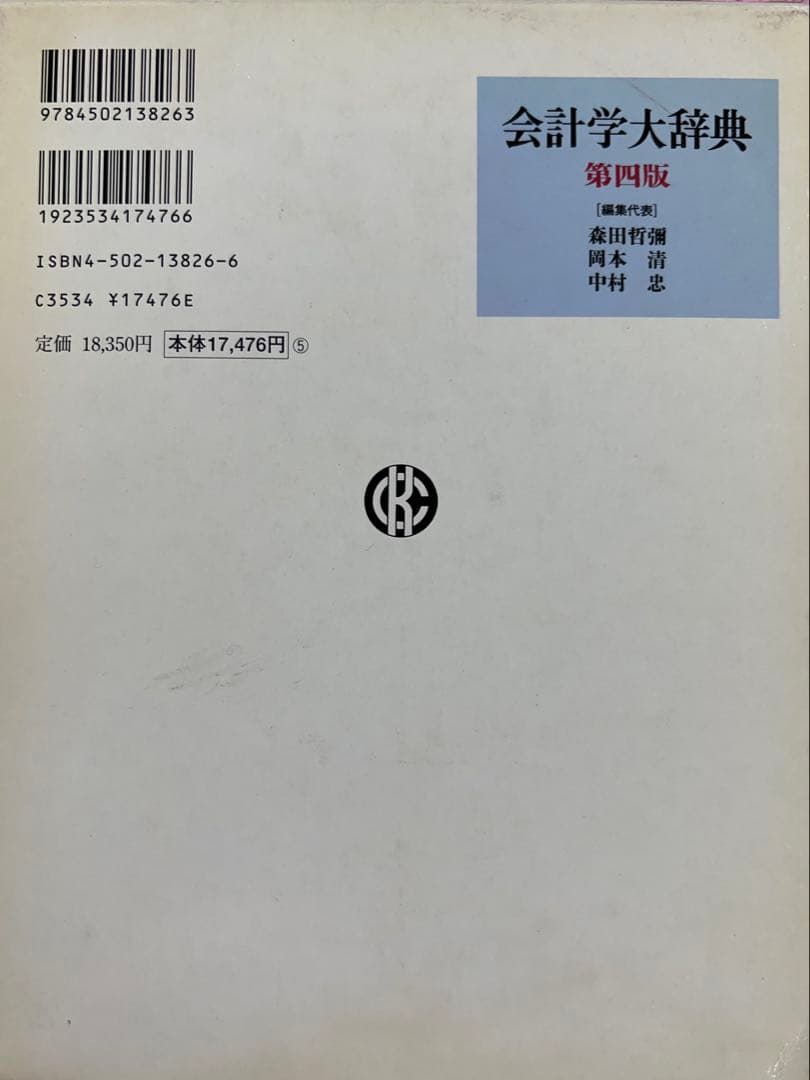 9784502138263
1923534174766
ISBN4-502-13826-6
C3534 ¥17476E
定価 18,350円 本体17,476円 ⑤
会計学大辞典
第四版
[編集代表]
森田哲彌
岡本 清
中村 忠
CKC